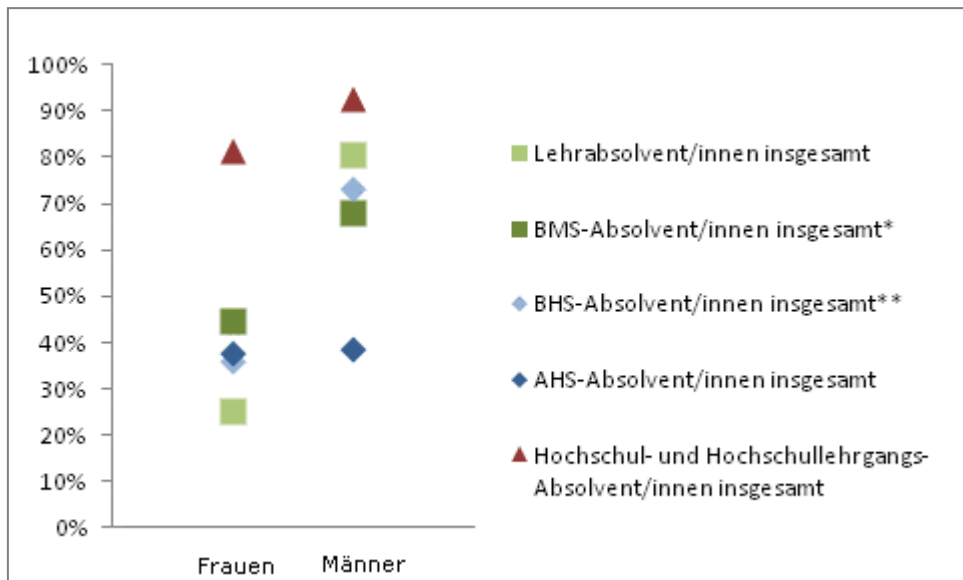 100%
90%
80%
70%
60%
50%
40%
30%
20%
10%
0%
Frauen
Männer
Lehrabsolvent/innen insgesamt
BMS-Absolvent/innen insgesamt*
BHS-Absolvent/innen insgesamt**
AHS-Absolvent/innen insgesamt
Hochschul- und Hochschullehrgangs-
Absolvent/innen insgesamt